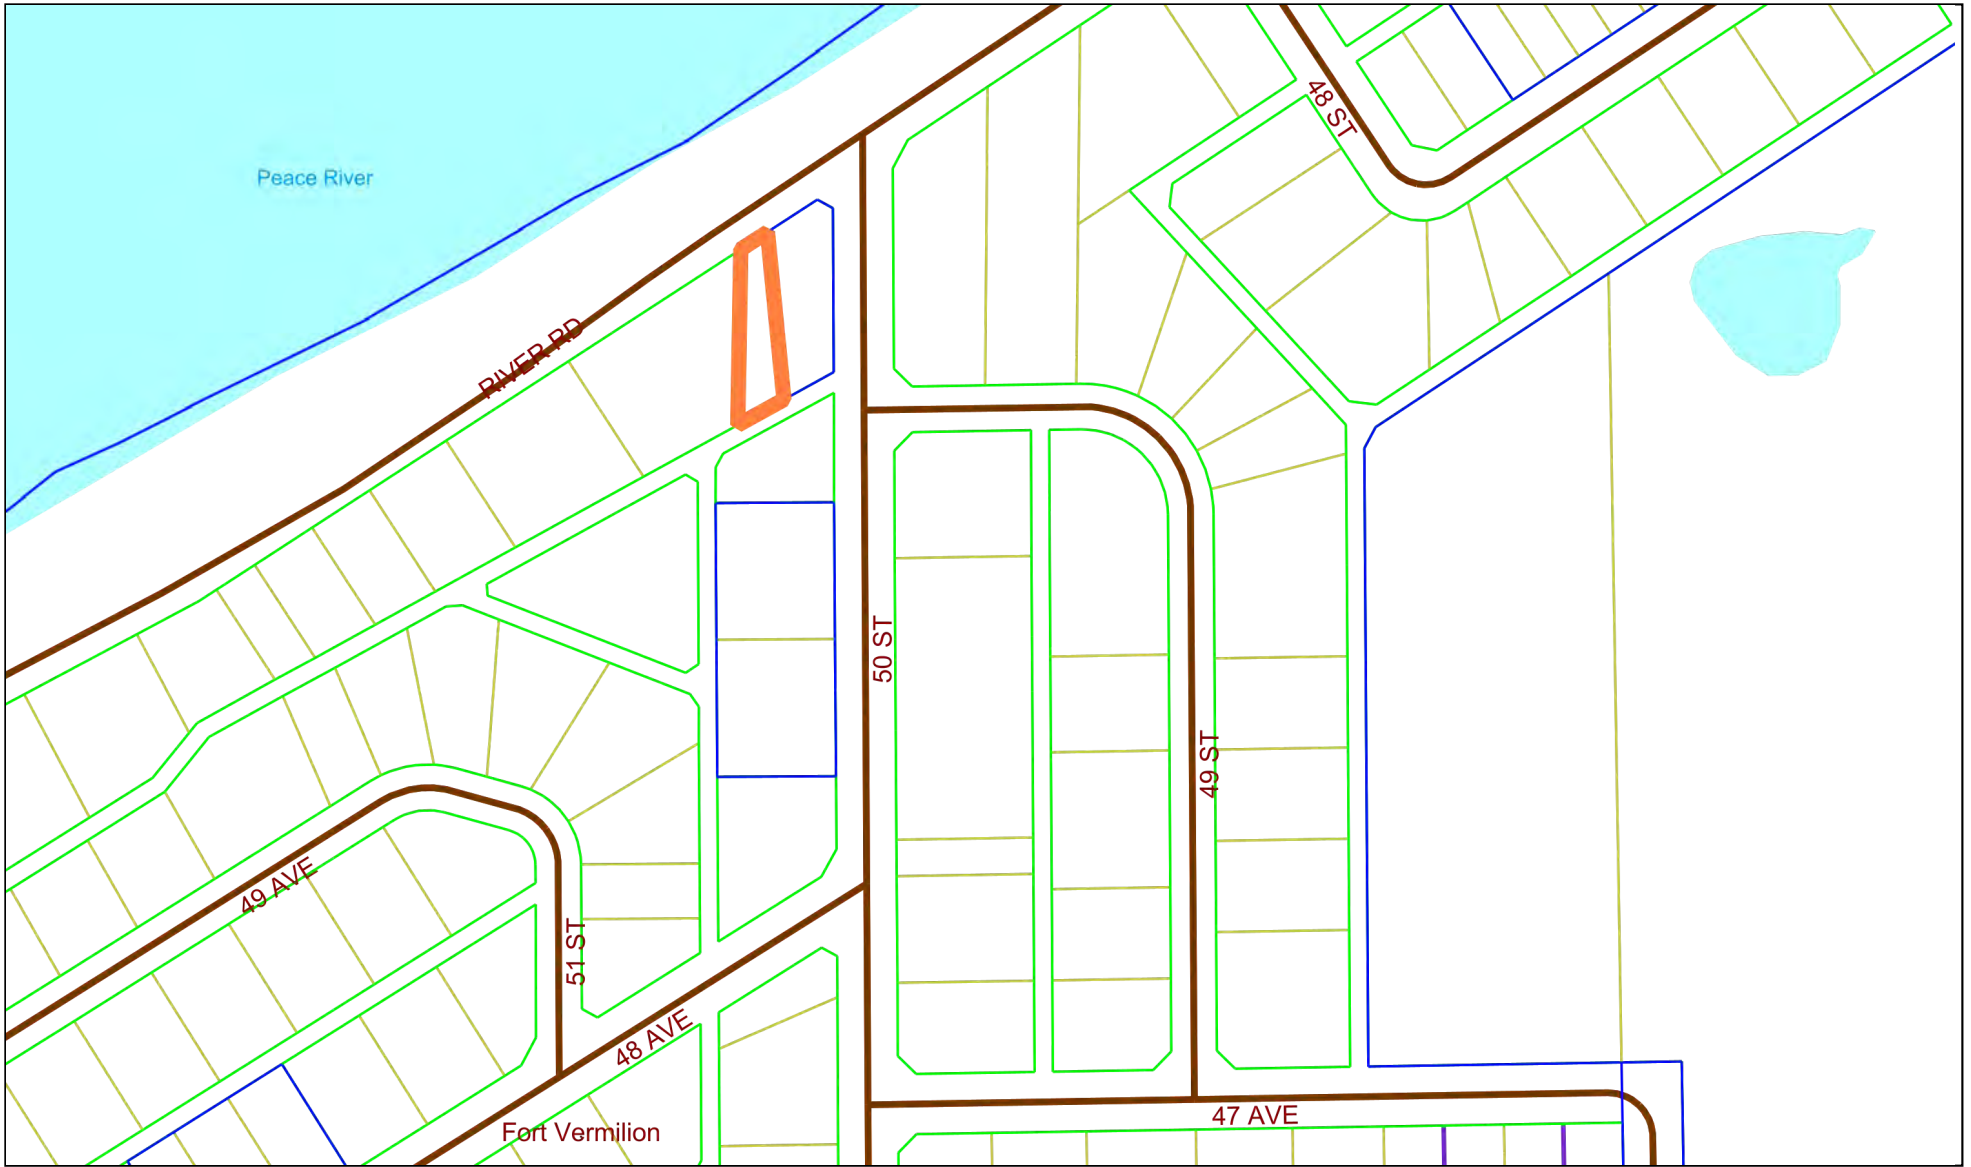 48 ST
Peace River
RIVER RD
50 ST
49 ST
49 AVE
51 ST
48 AVE
47 AVE
Fort Vermilion